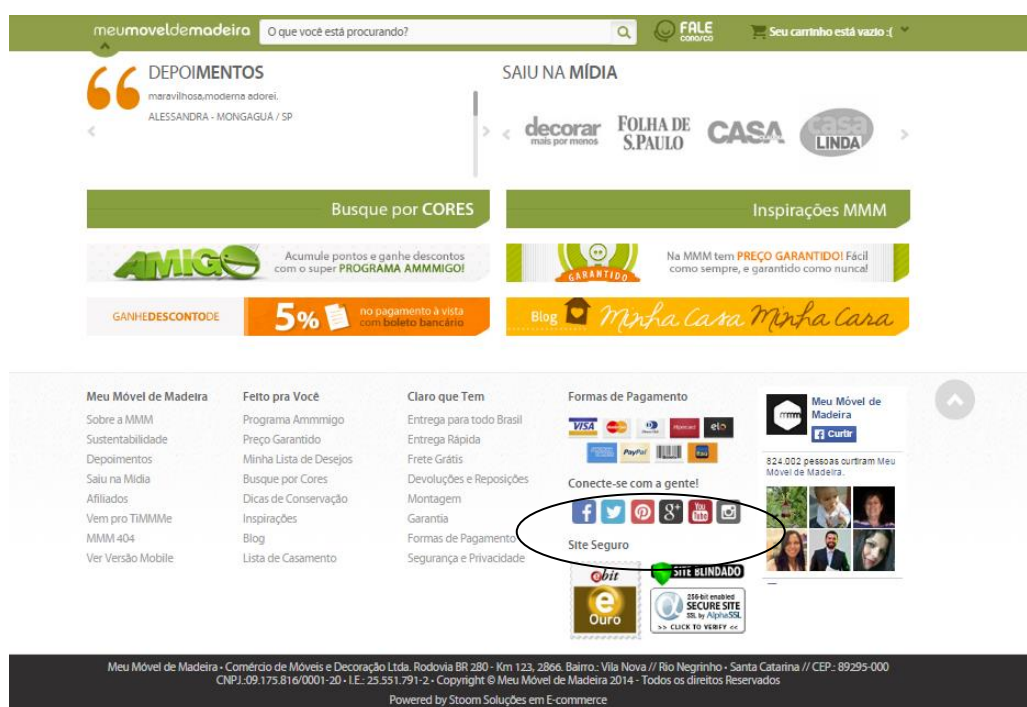 meumoveldemadeira
O que você está procurando?
FALE
conosco
Seu carrinho está vazio :(
DEPOIMENTOS
maravilhosa,moderna adorei.
ALESSANDRA - MONGAGUÁ / SP
SAIU NA MÍDIA
decorar
mais por menos
FOLHA DE
S.PAULO
CASA
casa
LINDA
Busque por CORES
Inspirações MMM
AMIGO
Acumule pontos e ganhe descontos
com o super PROGRAMA AMMMIGO!
GARANTIDO
Na MMM tem PREÇO GARANTIDO! Fácil
como sempre, e garantido como nunca!
GANHEDESCONTODE
5%
no pagamento à vista
com boleto bancário
Blog
Minha Casa Minha Cara
Meu Móvel de Madeira
Sobre a MMM
Sustentabilidade
Depoimentos
Saiu na Mídia
Afiliados
Vem pro TiMMMe
MMM 404
Ver Versão Mobile
Feito pra Você
Programa Ammmigo
Preço Garantido
Minha Lista de Desejos
Busque por Cores
Dicas de Conservação
Inspirações
Blog
Lista de Casamento
Claro que Tem
Entrega para todo Brasil
Entrega Rápida
Frete Grátis
Devoluções e Reposições
Montagem
Garantia
Formas de Pagamento
Segurança e Privacidade
Formas de Pagamento
VISA
elo
PayPal
Conecte-se com a gente!
You
Tube
Site Seguro
ebit
e
Ouro
SITE BLINDADO
256-bit enabled
SECURE SITE
SSL by AlphaSSL
>> CLICK TO VERIFY <<
mmm
Meu Móvel de
Madeira
Curtir
824.002 pessoas curtiram Meu
Móvel de Madeira.
Meu Móvel de Madeira - Comércio de Móveis e Decoração Ltda. Rodovia BR 280 - Km 123, 2866. Bairro.: Vila Nova // Rio Negrinho - Santa Catarina // CEP.: 89295-000
CNPJ.:09.175.816/0001-20 - I.E.: 25.551.791-2 - Copyright © Meu Móvel de Madeira 2014 - Todos os direitos Reservados
Powered by Stoom Soluções em E-commerce